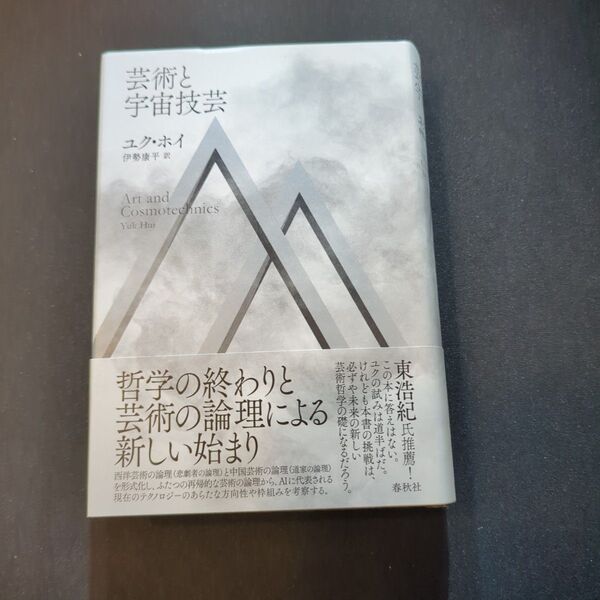 芸術と
宇宙技芸
ユク・ホイ
伊勢康平 訳
Art and
Cosmotechnics
Yuk Hui
哲学の終わりと
芸術の論理による
新しい始まり
西洋芸術の論理（悲劇者の論理）と中国芸術の論理（道家の論理）
を形式化し、ふたつの再帰的な芸術の論理から、AIに代表される
現在のテクノロジーのあらたな方向性や枠組みを考察する。
東浩紀氏推薦！
この本に答えはない。
ユクの試みは道半ばだ。
けれども本書の挑戦は、
必ずや未来の新しい
芸術哲学の礎になるだろう。
春秋社